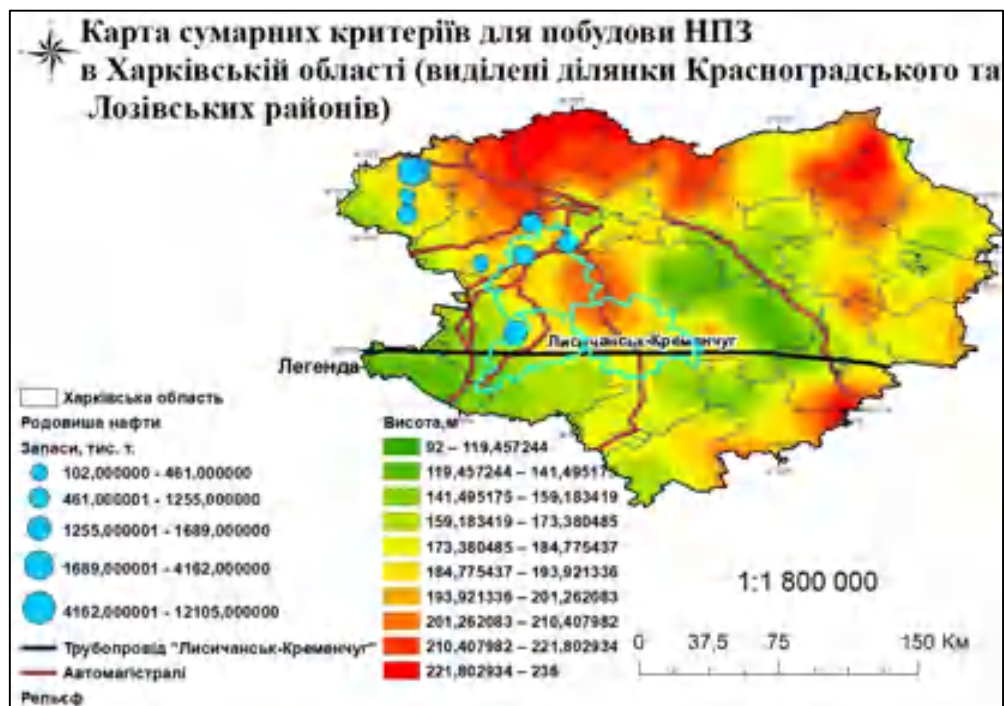 Карта сумарних критеріїв для побудови НПЗ
в Харківській області (виділені ділянки Красноградського та
Лозівських районів)
Лисичанськ-Кременчуг
Легенда
Харківська область
Родовища нафти
Запаси, тис. т.
102,000000 - 461,000000
461,000001 - 1255,000000
1255,000001 - 1689,000000
1689,000001 - 4162,000000
4162,000001 - 12105,000000
Трубопровід "Лисичанськ-Кременчуг"
Автомагістралі
Рельєф
Висота,м
92 – 119,457244
119,457244 – 141,495175
141,495175 – 159,183419
159,183419 – 173,380485
173,380485 – 184,775437
184,775437 – 193,921336
193,921336 – 201,262083
201,262083 – 210,407982
210,407982 – 221,802934
221,802934 – 236
1:1 800 000
0 37,5 75 150 Км